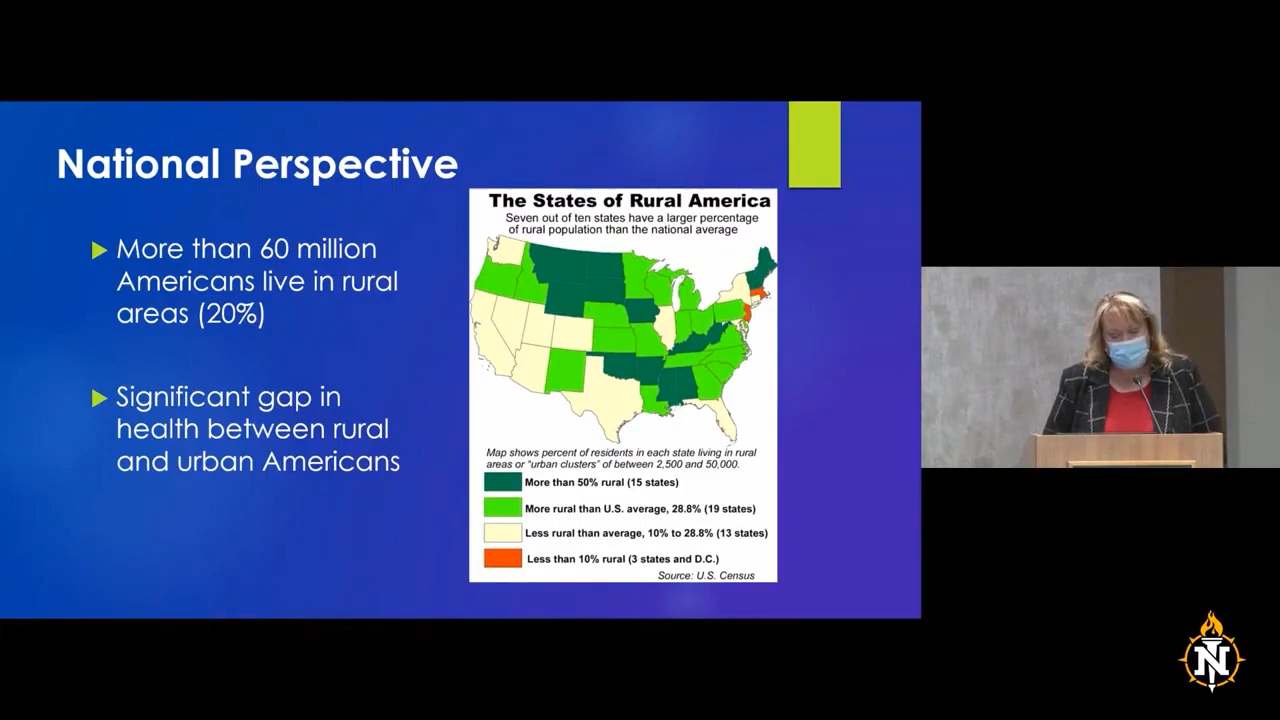 National Perspective
More than 60 million
Americans live in rural
areas (20%)
Significant gap in
health between rural
and urban Americans
The States of Rural America
Seven out of ten states have a larger percentage
of rural population than the national average
Map shows percent of residents in each state living in rural
areas or "urban clusters" of between 2,500 and 50,000.
More than 50% rural (15 states)
More rural than U.S. average, 28.8% (19 states)
Less rural than average, 10% to 28.8% (13 states)
Less than 10% rural (3 states and D.C.)
Source: U.S. Census
N